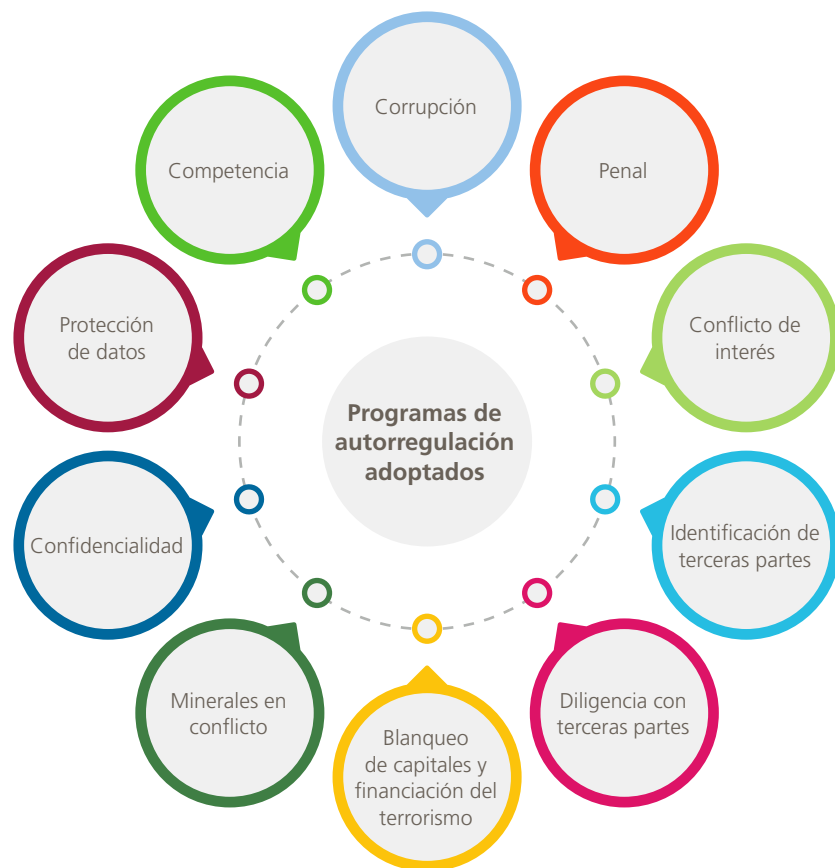 Corrupción
Penal
Conflicto de
interés
Identificación de
terceras partes
Diligencia con
terceras partes
Blanqueo
de capitales y
financiación del
terrorismo
Minerales en
conflicto
Confidencialidad
Protección
de datos
Competencia
Programas de
autorregulación
adoptados